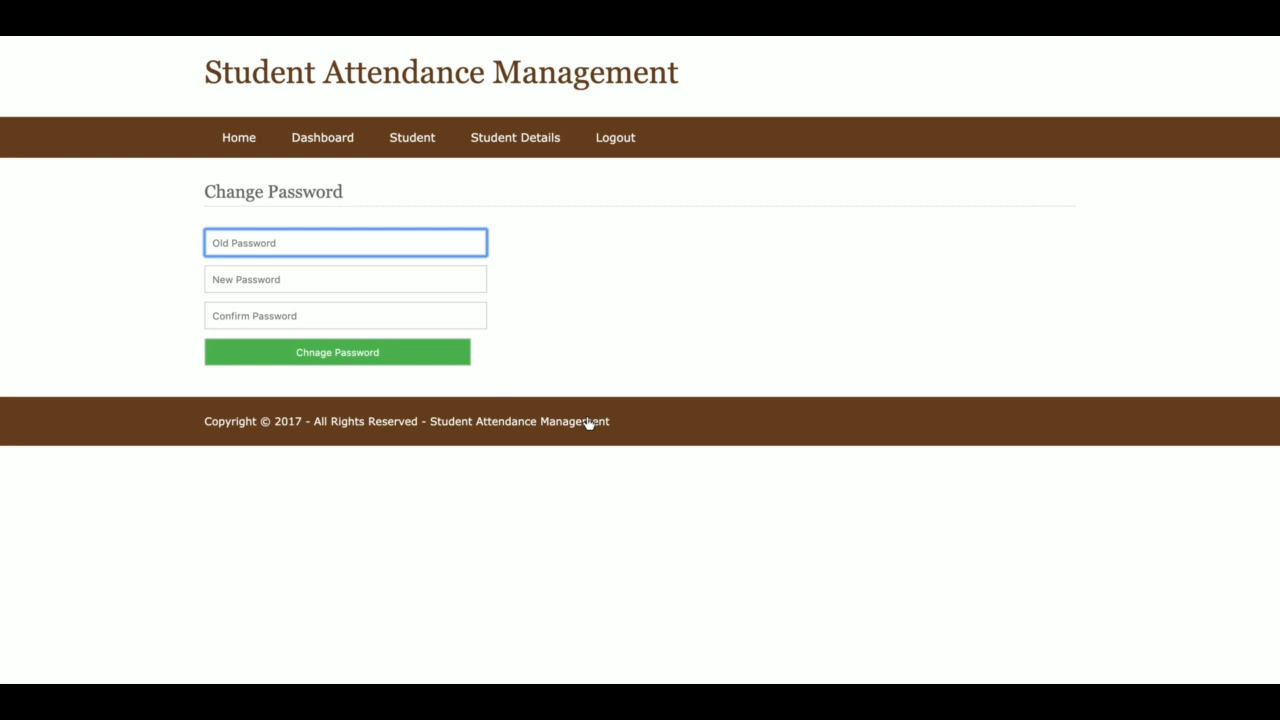 Student Attendance Management
Home Dashboard Student Student Details Logout
Change Password
Old Password
New Password
Confirm Password
Chnage Password
Copyright © 2017 - All Rights Reserved - Student Attendance Management